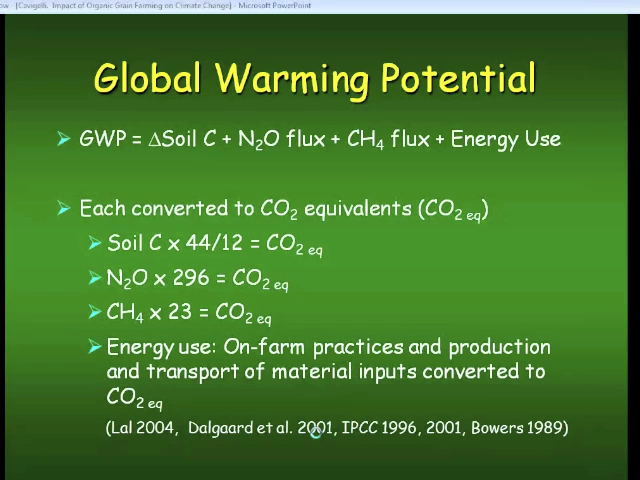 ow - [Cavigelli, Impact of Organic Grain Farming on Climate Change] - Microsoft PowerPoint
Global Warming Potential
GWP = ΔSoil C + N₂O flux + CH₄ flux + Energy Use
Each converted to CO₂ equivalents (CO₂ eq)
Soil C x 44/12 = CO₂ eq
N₂O x 296 = CO₂ eq
CH₄ x 23 = CO₂ eq
Energy use: On-farm practices and production
and transport of material inputs converted to
CO₂ eq
(Lal 2004, Dalgaard et al. 2001, IPCC 1996, 2001, Bowers 1989)